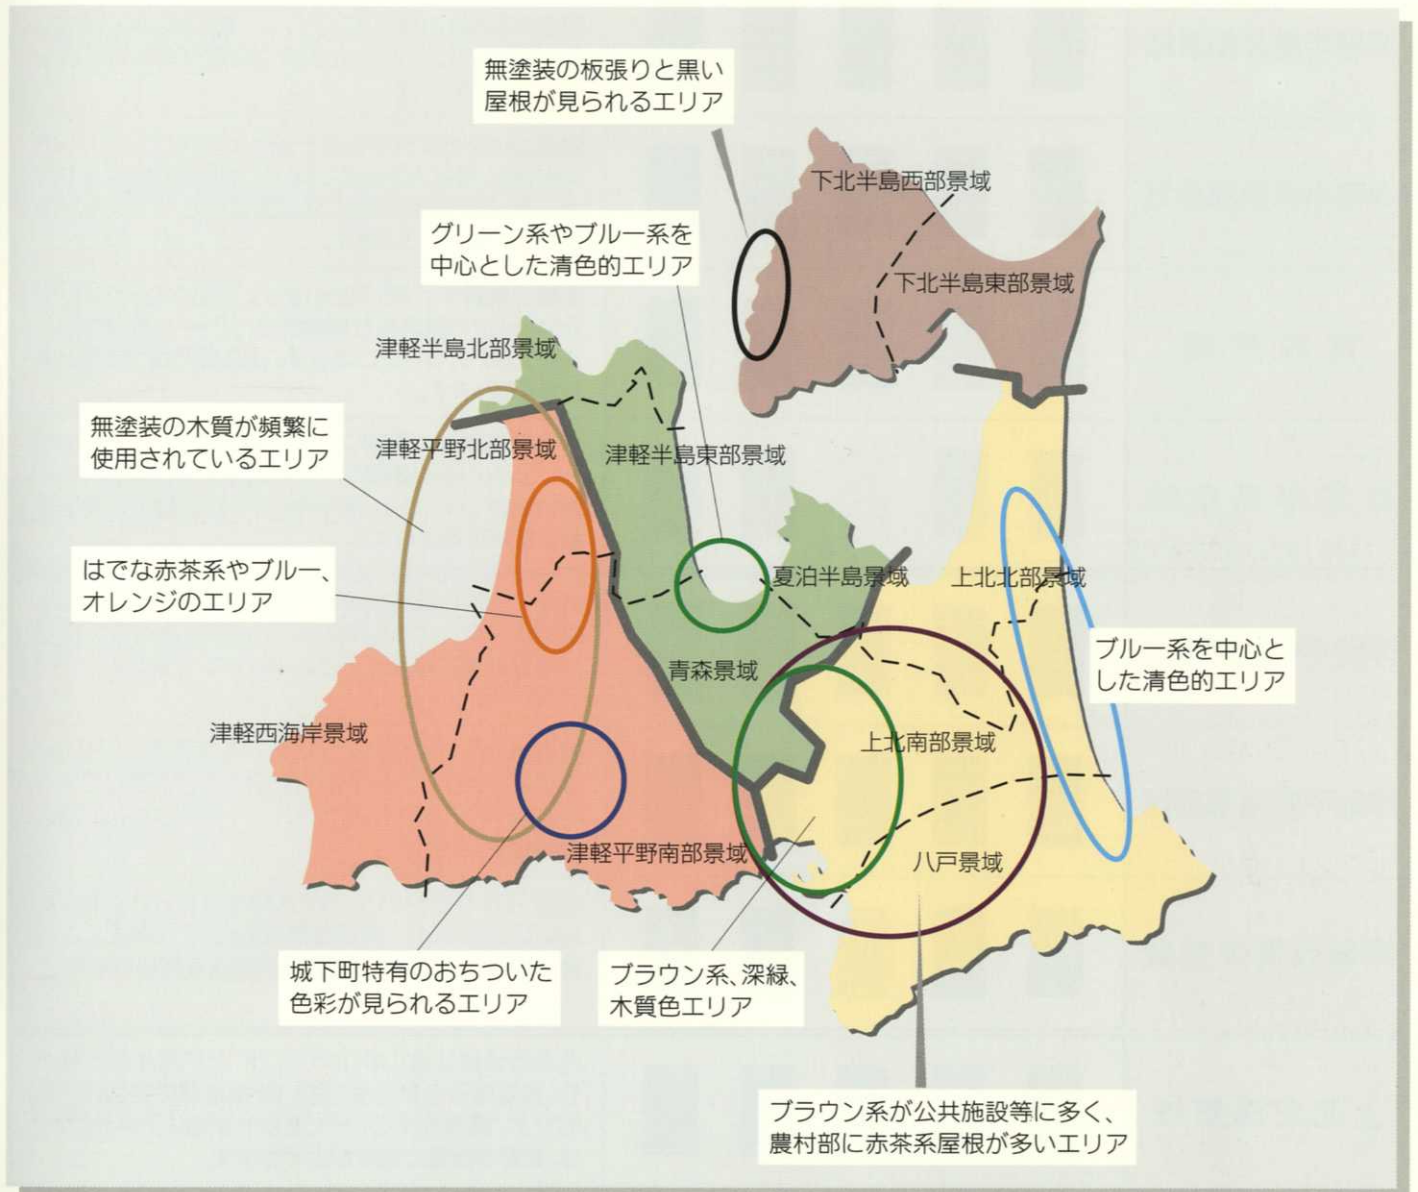 無塗装の板張りと黒い
屋根が見られるエリア
下北半島西部景域
グリーン系やブルー系を
中心とした清色的エリア
下北半島東部景域
津軽半島北部景域
無塗装の木質が頻繁に
使用されているエリア
津軽平野北部景域
津軽半島東部景域
はでな赤茶系やブルー、
オレンジのエリア
夏泊半島景域
上北北部景域
ブルー系を中心と
した清色的エリア
青森景域
津軽西海岸景域
上北南部景域
津軽平野南部景域
八戸景域
城下町特有のおちついた
色彩が見られるエリア
ブラウン系、深緑、
木質色エリア
ブラウン系が公共施設等に多く、
農村部に赤茶系屋根が多いエリア